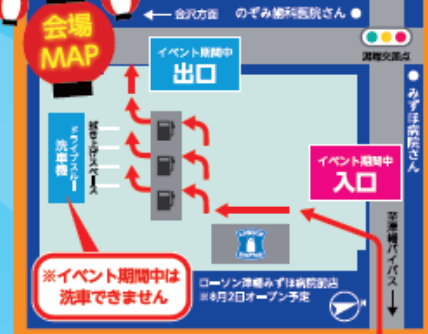 会場
MAP
← 金沢方面
のぞみ歯科医院さん ●
イベント期間中
出口
津幡交差点
● みずほ病院さん
ドライブスルー
洗車機
拭き上げスペース
イベント期間中
入口
至津幡バイパス
LAWSON
※イベント期間中は
洗車できません
ローソン津幡みずほ病院前店
※8月2日オープン予定
N